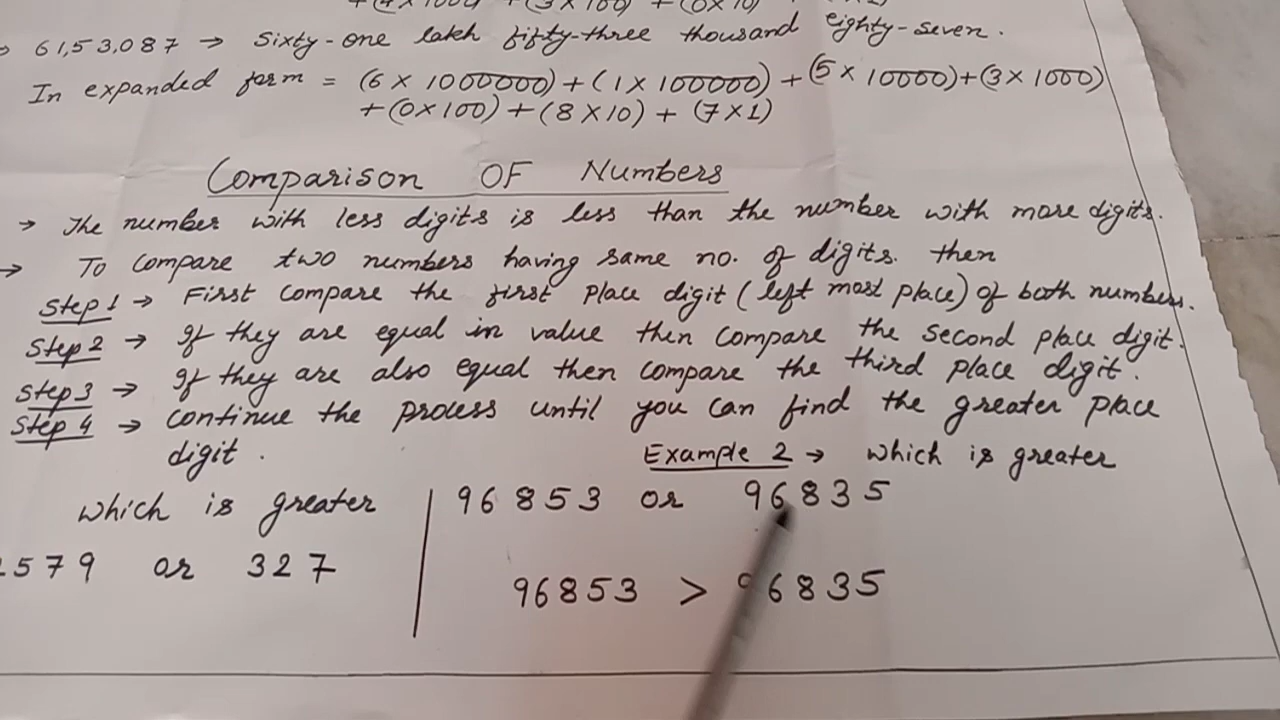 +(3×100) + (0×10)
→ 61,53,087 → Sixty-one lakh fifty-three thousand eighty-seven.
In expanded form = (6 × 1000000) + (1 × 100000) + (5 × 10000) + (3 × 1000)
+ (0×100) + (8×10) + (7×1)
Comparison OF Numbers
→ The number with less digits is less than the number with more digits.
→ To compare two numbers having same no. of digits. then
Step 1 → First compare the first place digit (left most place) of both numbers.
Step 2 → If they are equal in value then compare the second place digit.
Step 3 → If they are also equal then compare the third place digit.
Step 4 → continue the process until you can find the greater place
digit.
which is greater
579 or 327
Example 2 → which is greater
96853 or 96835
96853 > 96835